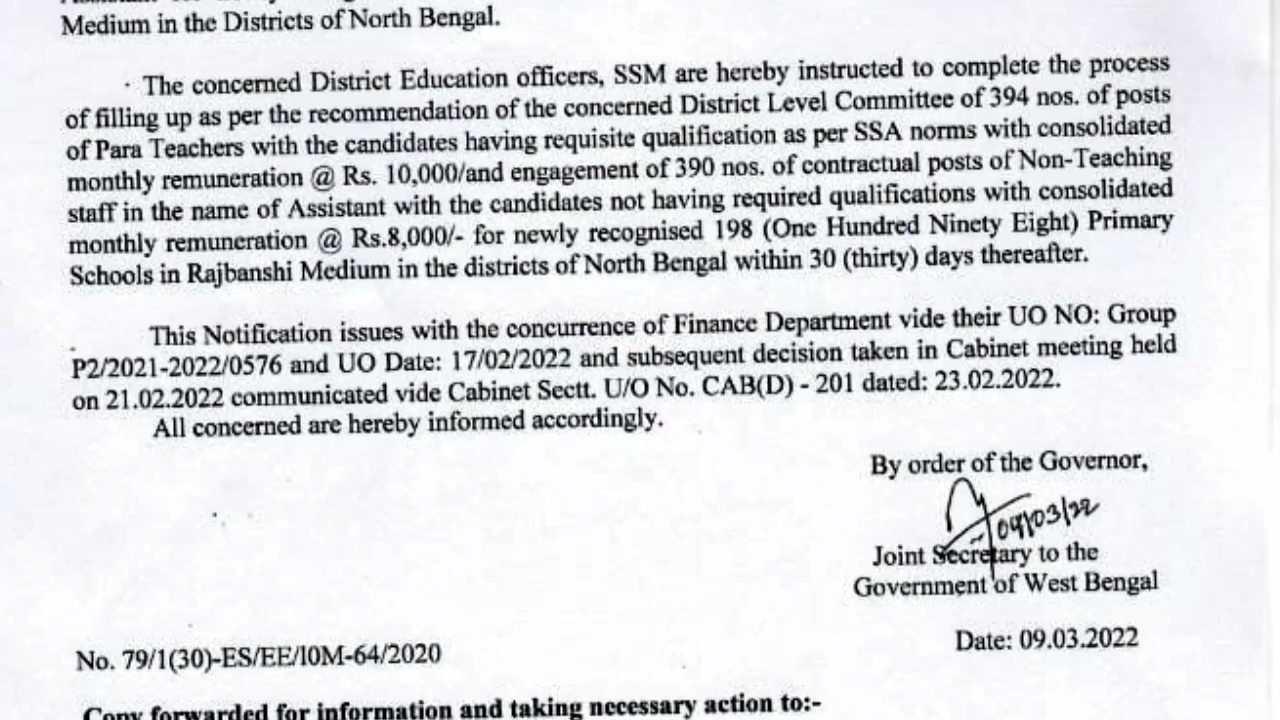 Medium in the Districts of North Bengal.
The concerned District Education officers, SSM are hereby instructed to complete the process
of filling up as per the recommendation of the concerned District Level Committee of 394 nos. of posts
of Para Teachers with the candidates having requisite qualification as per SSA norms with consolidated
monthly remuneration @ Rs. 10,000/and engagement of 390 nos. of contractual posts of Non-Teaching
staff in the name of Assistant with the candidates not having required qualifications with consolidated
monthly remuneration @ Rs.8,000/- for newly recognised 198 (One Hundred Ninety Eight) Primary
Schools in Rajbanshi Medium in the districts of North Bengal within 30 (thirty) days thereafter.
This Notification issues with the concurrence of Finance Department vide their UO NO: Group
P2/2021-2022/0576 and UO Date: 17/02/2022 and subsequent decision taken in Cabinet meeting held
on 21.02.2022 communicated vide Cabinet Sectt. U/O No. CAB(D) - 201 dated: 23.02.2022.
All concerned are hereby informed accordingly.
By order of the Governor,
09/03/22
Joint Secretary to the
Government of West Bengal
Date: 09.03.2022
No. 79/1(30)-ES/EE/I0M-64/2020
Copy forwarded for information and taking necessary action to:-